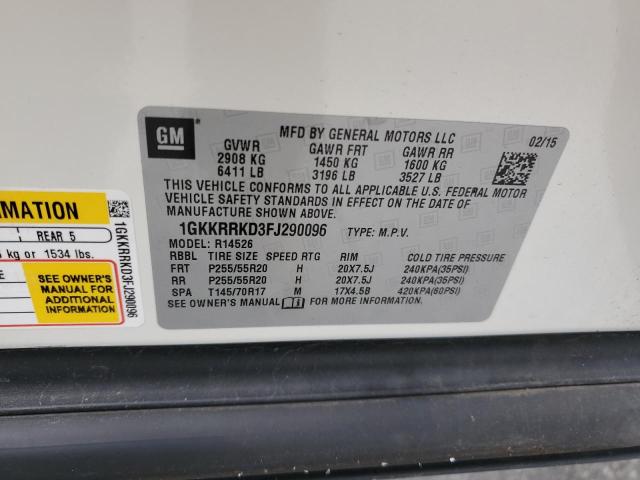 GM
MFD BY GENERAL MOTORS LLC
02/15
GVWR GAWR FRT GAWR RR
2908 KG 1450 KG 1600 KG
6411 LB 3196 LB 3527 LB
THIS VEHICLE CONFORMS TO ALL APPLICABLE U.S. FEDERAL MOTOR
VEHICLE SAFETY STANDARDS IN EFFECT ON THE DATE OF
MANUFACTURE SHOWN ABOVE.
1GKKRRKD3FJ290096 TYPE: M.P.V.
MODEL: R14526
RBBL TIRE SIZE SPEED RTG RIM COLD TIRE PRESSURE
FRT P255/55R20 H 20X7.5J 240KPA(35PSI)
RR P255/55R20 H 20X7.5J 240KPA(35PSI)
SPA T145/70R17 M 17X4.5B 420KPA(60PSI)
SEE OWNER'S MANUAL FOR MORE INFORMATION.
REAR 5
kg or 1534 lbs.
SEE OWNER'S
MANUAL FOR
ADDITIONAL
INFORMATION
1GKKRRKD3FJ290096